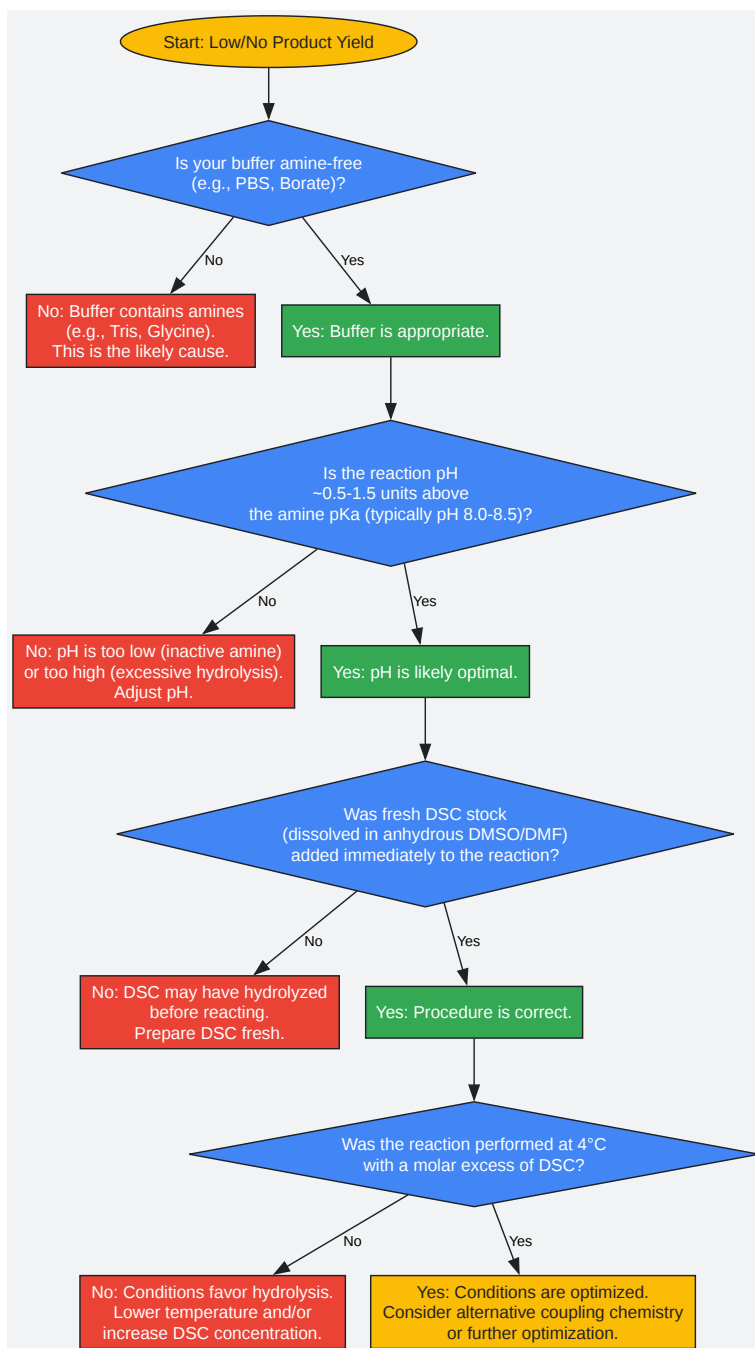 Start: Low/No Product Yield
Is your buffer amine-free
(e.g., PBS, Borate)?
No
Yes
No: Buffer contains amines
(e.g., Tris, Glycine).
This is the likely cause.
Yes: Buffer is appropriate.
Is the reaction pH
~0.5-1.5 units above
the amine pKa (typically pH 8.0-8.5)?
No
Yes
No: pH is too low (inactive amine)
or too high (excessive hydrolysis).
Adjust pH.
Yes: pH is likely optimal.
Was fresh DSC stock
(dissolved in anhydrous DMSO/DMF)
added immediately to the reaction?
No
Yes
No: DSC may have hydrolyzed
before reacting.
Prepare DSC fresh.
Yes: Procedure is correct.
Was the reaction performed at 4°C
with a molar excess of DSC?
No
Yes
No: Conditions favor hydrolysis.
Lower temperature and/or
increase DSC concentration.
Yes: Conditions are optimized.
Consider alternative coupling chemistry
or further optimization.